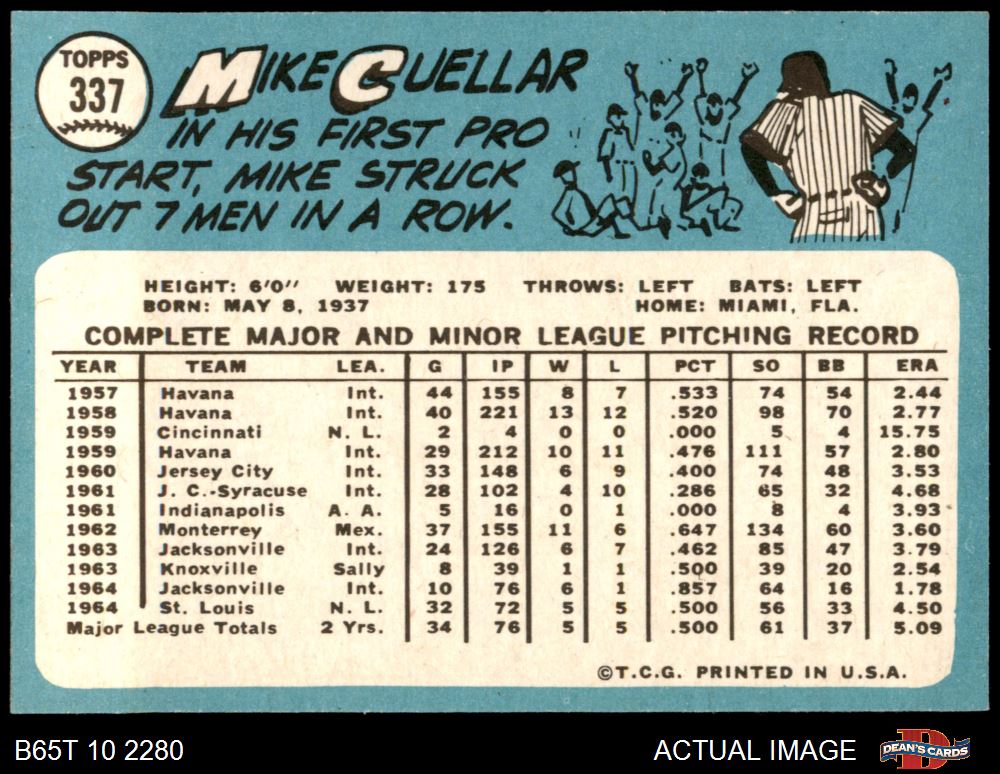 TOPPS
337
MIKE CUELLAR
IN HIS FIRST PRO
START, MIKE STRUCK
OUT 7 MEN IN A ROW.
HEIGHT: 6'0" WEIGHT: 175 THROWS: LEFT BATS: LEFT
BORN: MAY 8, 1937 HOME: MIAMI, FLA.
COMPLETE MAJOR AND MINOR LEAGUE PITCHING RECORD
YEAR TEAM LEA. G IP W L PCT SO BB ERA
1957 Havana Int. 44 155 8 7 .533 74 54 2.44
1958 Havana Int. 40 221 13 12 .520 98 70 2.77
1959 Cincinnati N. L. 2 4 0 0 .000 5 4 15.75
1959 Havana Int. 29 212 10 11 .476 111 57 2.80
1960 Jersey City Int. 33 148 6 9 .400 74 48 3.53
1961 J. C.-Syracuse Int. 28 102 4 10 .286 65 32 4.68
1961 Indianapolis A. A. 5 16 0 1 .000 8 4 3.93
1962 Monterrey Mex. 37 155 11 6 .647 134 60 3.60
1963 Jacksonville Int. 24 126 6 7 .462 85 47 3.79
1963 Knoxville Sally 8 39 1 1 .500 39 20 2.54
1964 Jacksonville Int. 10 76 6 1 .857 64 16 1.78
1964 St. Louis N. L. 32 72 5 5 .500 56 33 4.50
Major League Totals 2 Yrs. 34 76 5 5 .500 61 37 5.09
©T.C.G. PRINTED IN U.S.A.
B65T 10 2280 ACTUAL IMAGE DEAN'S CARDS